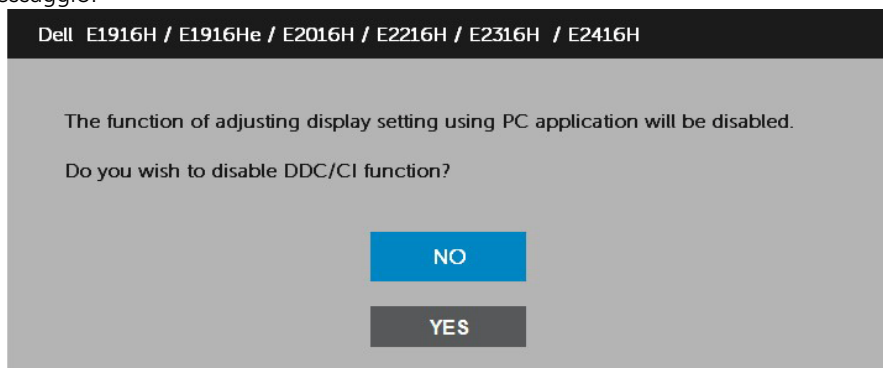 Dell E1916H / E1916He / E2016H / E2216H / E2316H / E2416H
The function of adjusting display setting using PC application will be disabled.
Do you wish to disable DDC/CI function?
NO
YES